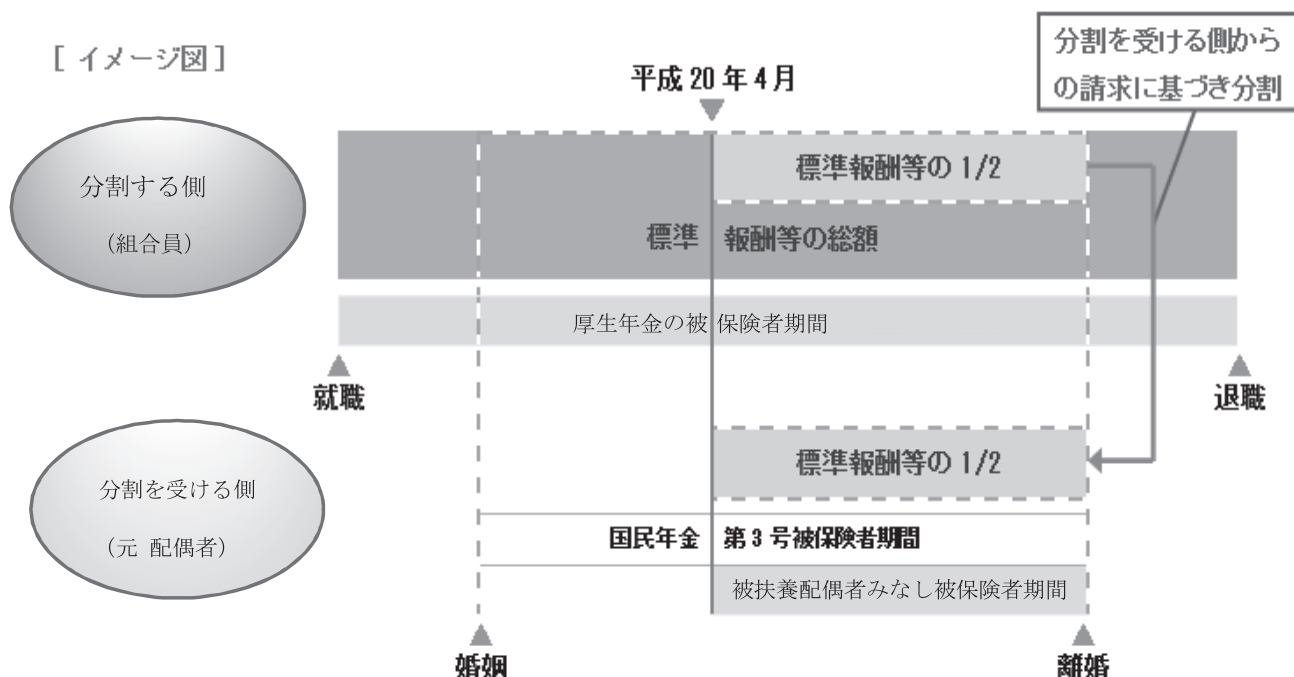 [ イメージ図 ]
平成 20 年 4 月
分割を受ける側から
の請求に基づき分割
分割する側
(組合員)
標準報酬等の 1/2
標準 報酬等の総額
厚生年金の被 保険者期間
就職
退職
分割を受ける側
(元 配偶者)
標準報酬等の 1/2
国民年金 第 3 号被保険者期間
被扶養配偶者みなし被保険者期間
婚姻
離婚